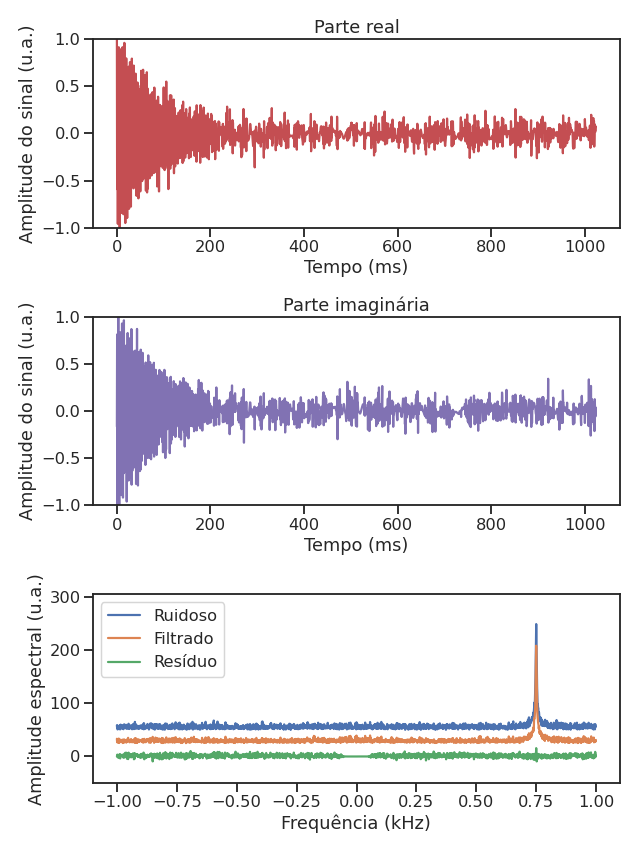 Parte real
Amplitude do sinal (u.a.)
1.0
0.5
0.0
−0.5
−1.0
0 200 400 600 800 1000
Tempo (ms)
Parte imaginária
Amplitude do sinal (u.a.)
1.0
0.5
0.0
−0.5
−1.0
0 200 400 600 800 1000
Tempo (ms)
Amplitude espectral (u.a.)
300
200
100
0
Ruidoso
Filtrado
Resíduo
−1.00 −0.75 −0.50 −0.25 0.00 0.25 0.50 0.75 1.00
Frequência (kHz)